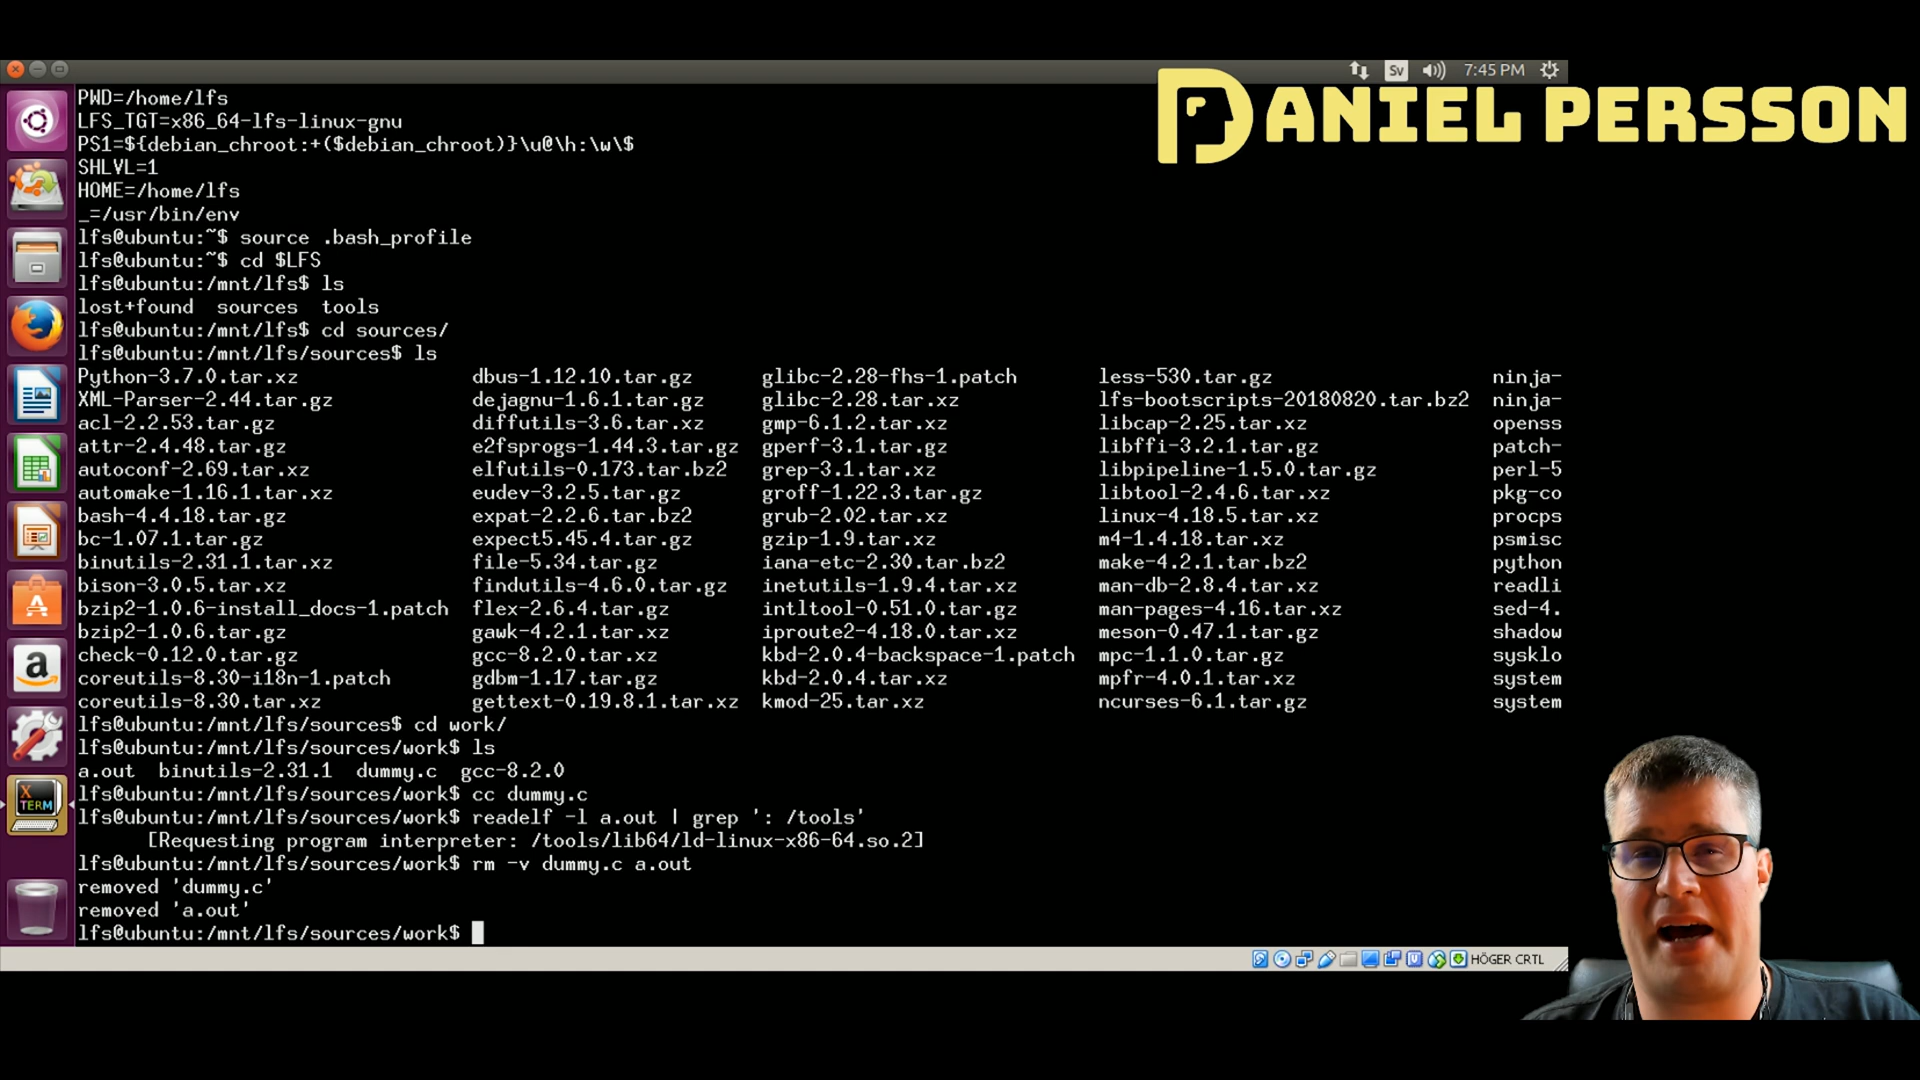 Sv 7:45 PM
DANIEL PERSSON
PWD=/home/lfs
LFS_TGT=x86_64-lfs-linux-gnu
PS1=${debian_chroot:+($debian_chroot)}\u@\h:\w\$
SHLVL=1
HOME=/home/lfs
_=/usr/bin/env
lfs@ubuntu:~$ source .bash_profile
lfs@ubuntu:~$ cd $LFS
lfs@ubuntu:/mnt/lfs$ ls
lost+found sources tools
lfs@ubuntu:/mnt/lfs$ cd sources/
lfs@ubuntu:/mnt/lfs/sources$ ls
Python-3.7.0.tar.xz dbus-1.12.10.tar.gz glibc-2.28-fhs-1.patch less-530.tar.gz ninja-
XML-Parser-2.44.tar.gz dejagnu-1.6.1.tar.gz glibc-2.28.tar.xz lfs-bootscripts-20180820.tar.bz2 ninja-
acl-2.2.53.tar.gz diffutils-3.6.tar.xz gmp-6.1.2.tar.xz libcap-2.25.tar.xz openss
attr-2.4.48.tar.gz e2fsprogs-1.44.3.tar.gz gperf-3.1.tar.gz libffi-3.2.1.tar.gz patch-
autoconf-2.69.tar.xz elfutils-0.173.tar.bz2 grep-3.1.tar.xz libpipeline-1.5.0.tar.gz perl-5
automake-1.16.1.tar.xz eudev-3.2.5.tar.gz groff-1.22.3.tar.gz libtool-2.4.6.tar.xz pkg-co
bash-4.4.18.tar.gz expat-2.2.6.tar.bz2 grub-2.02.tar.xz linux-4.18.5.tar.xz procps
bc-1.07.1.tar.gz expect5.45.4.tar.gz gzip-1.9.tar.xz m4-1.4.18.tar.xz psmisc
binutils-2.31.1.tar.xz file-5.34.tar.gz iana-etc-2.30.tar.bz2 make-4.2.1.tar.bz2 python
bison-3.0.5.tar.xz findutils-4.6.0.tar.gz inetutils-1.9.4.tar.xz man-db-2.8.4.tar.xz readli
bzip2-1.0.6-install_docs-1.patch flex-2.6.4.tar.gz intltool-0.51.0.tar.gz man-pages-4.16.tar.xz sed-4.
bzip2-1.0.6.tar.gz gawk-4.2.1.tar.xz iproute2-4.18.0.tar.xz meson-0.47.1.tar.gz shadow
check-0.12.0.tar.gz gcc-8.2.0.tar.xz kbd-2.0.4-backspace-1.patch mpc-1.1.0.tar.gz sysklo
coreutils-8.30-i18n-1.patch gdbm-1.17.tar.gz kbd-2.0.4.tar.xz mpfr-4.0.1.tar.xz system
coreutils-8.30.tar.xz gettext-0.19.8.1.tar.xz kmod-25.tar.xz ncurses-6.1.tar.gz system
lfs@ubuntu:/mnt/lfs/sources$ cd work/
lfs@ubuntu:/mnt/lfs/sources/work$ ls
a.out binutils-2.31.1 dummy.c gcc-8.2.0
lfs@ubuntu:/mnt/lfs/sources/work$ cc dummy.c
lfs@ubuntu:/mnt/lfs/sources/work$ readelf -l a.out | grep ': /tools'
[Requesting program interpreter: /tools/lib64/ld-linux-x86-64.so.2]
lfs@ubuntu:/mnt/lfs/sources/work$ rm -v dummy.c a.out
removed 'dummy.c'
removed 'a.out'
lfs@ubuntu:/mnt/lfs/sources/work$
X
TERM
HÖGER CRTL